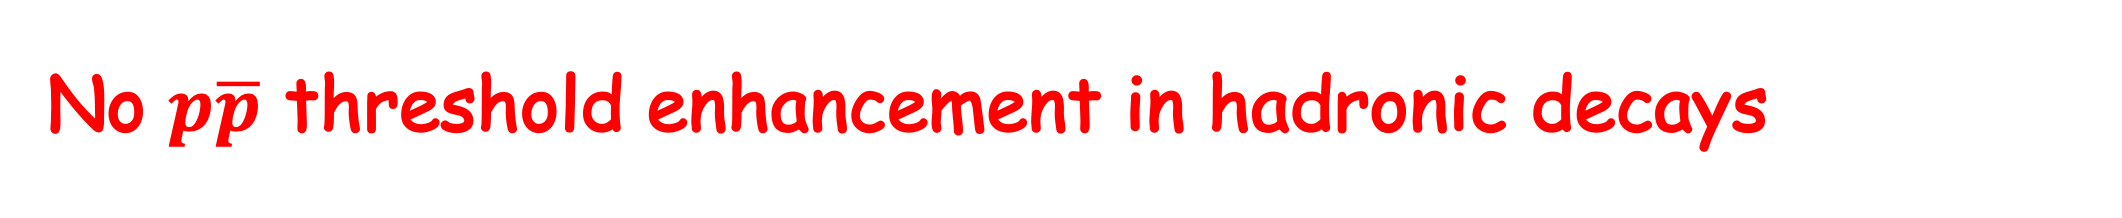 No pp̅ threshold enhancement in hadronic decays